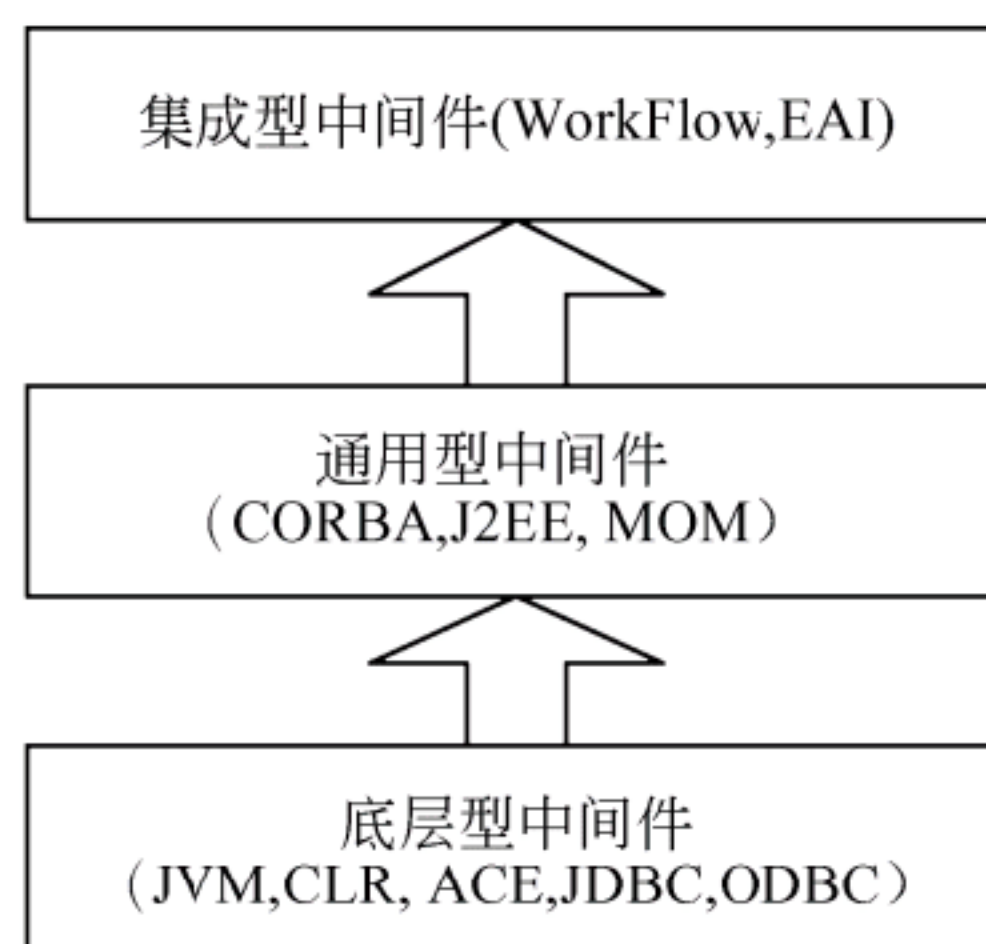 集成型中间件(WorkFlow,EAI)
通用型中间件
（CORBA,J2EE, MOM）
底层型中间件
（JVM,CLR, ACE,JDBC,ODBC）